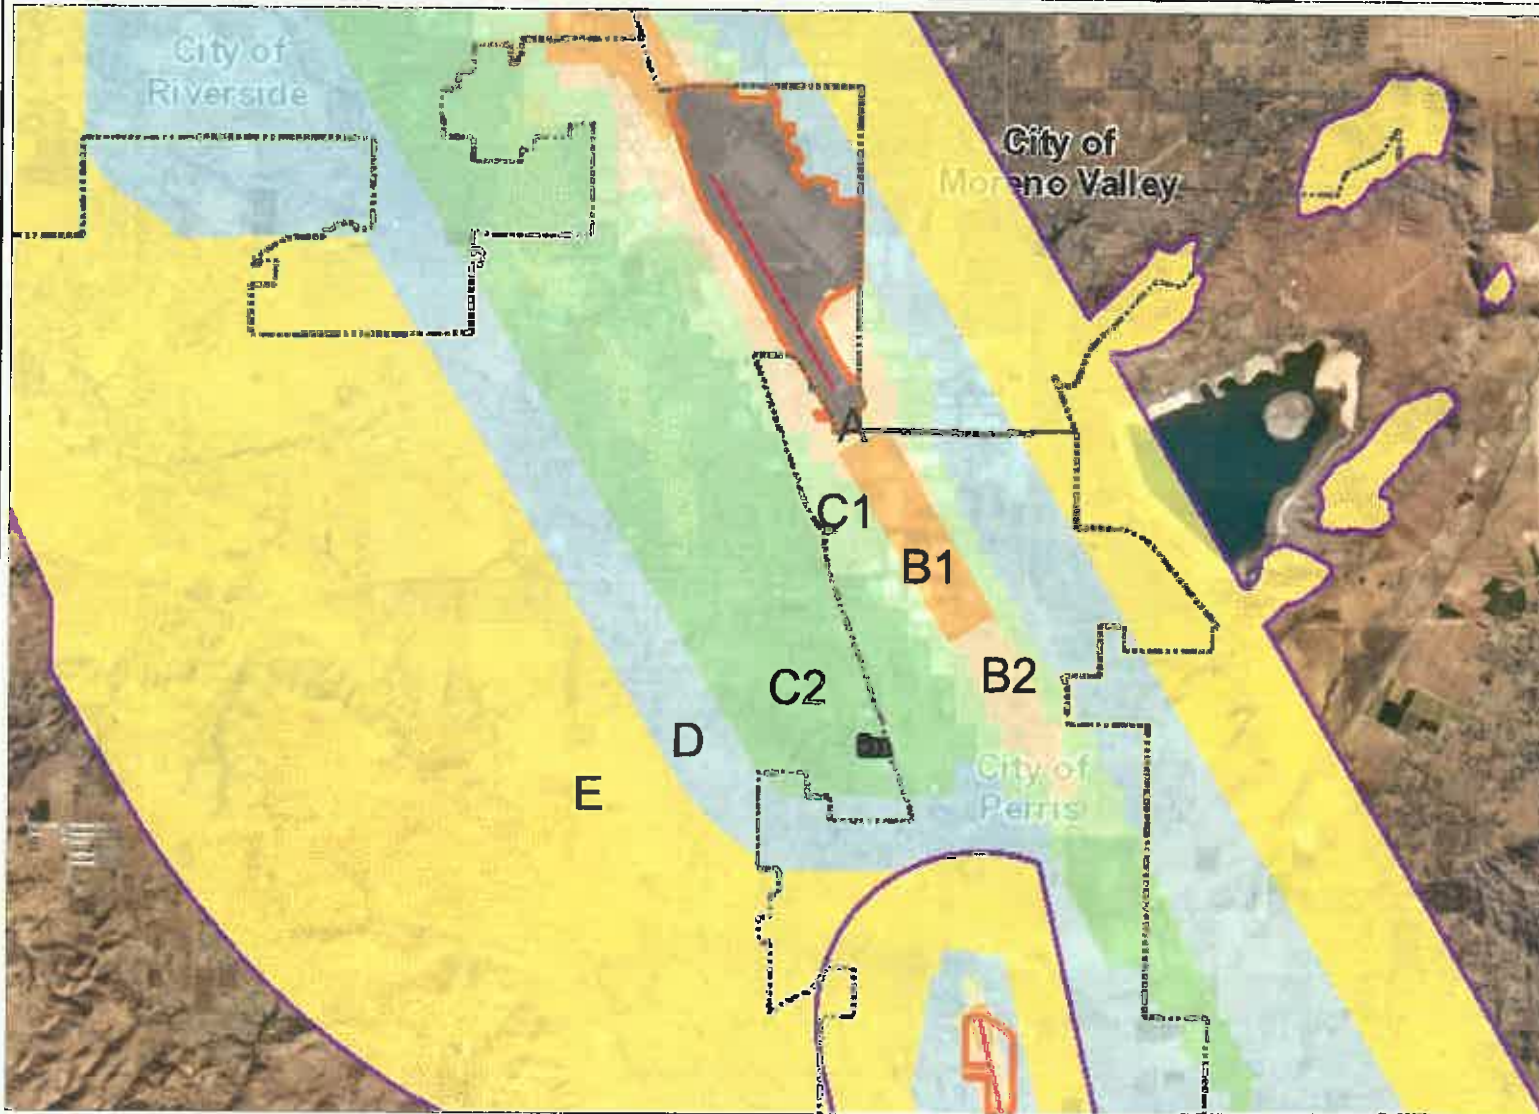 City of
Riverside
City of
Moreno Valley
A
C1
B1
B2
C2
D
E
City of
Perris